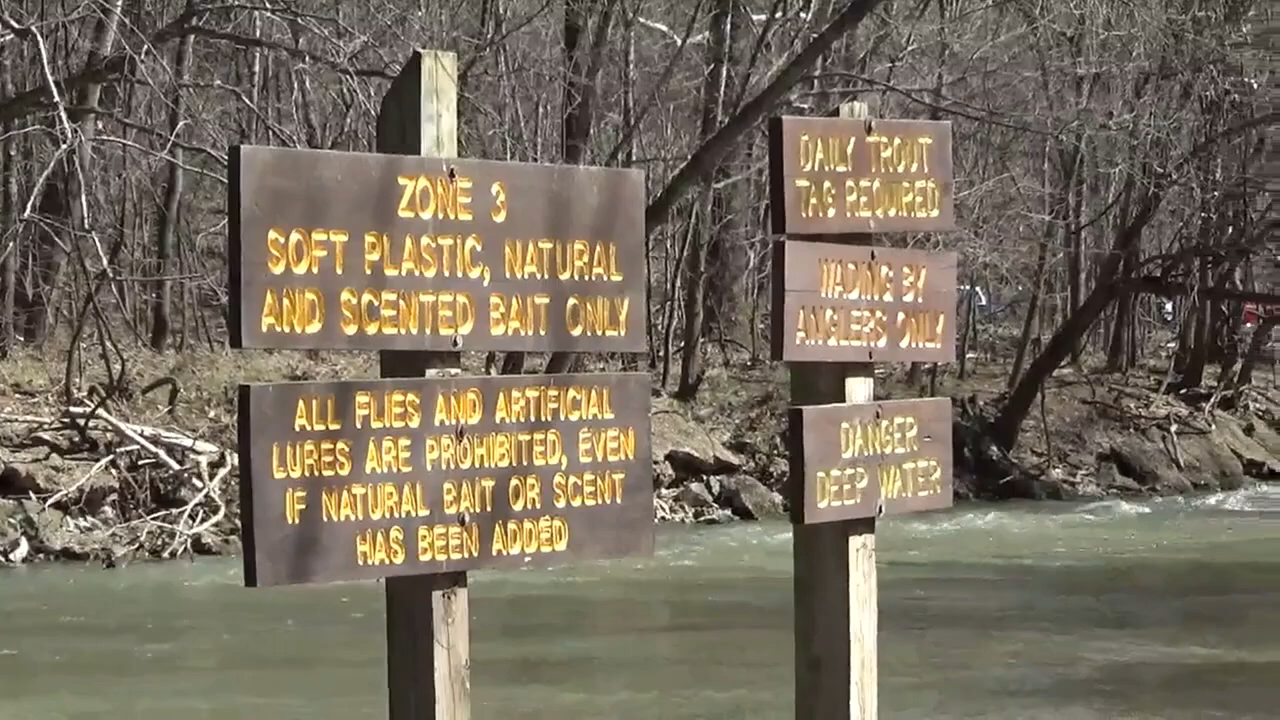 ZONE 3
SOFT PLASTIC, NATURAL
AND SCENTED BAIT ONLY
ALL FLIES AND ARTIFICIAL
LURES ARE PROHIBITED, EVEN
IF NATURAL BAIT OR SCENT
HAS BEEN ADDED
DAILY TROUT
TAG REQUIRED
WADING BY
ANGLERS ONLY
DANGER -
DEEP WATER